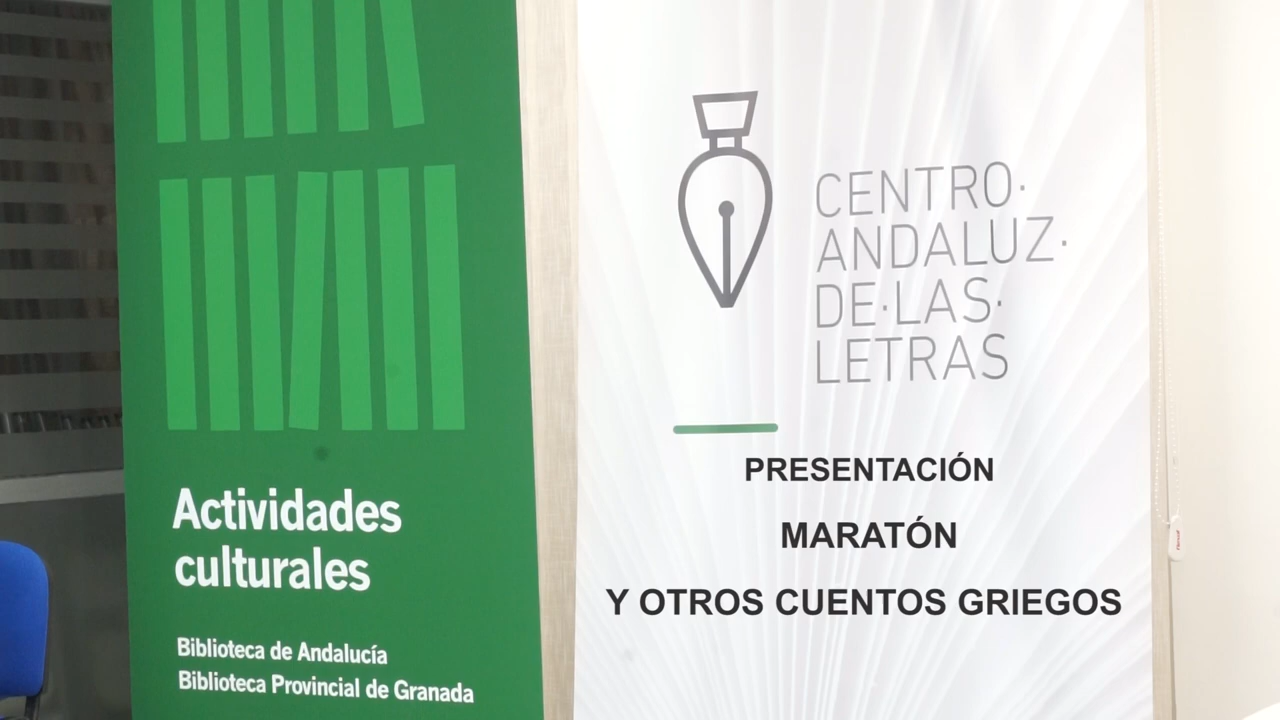 Actividades
culturales
Biblioteca de Andalucía
Biblioteca Provincial de Granada
CENTRO·
ANDALUZ·
DE·LAS·
LETRAS
PRESENTACIÓN
MARATÓN
Y OTROS CUENTOS GRIEGOS